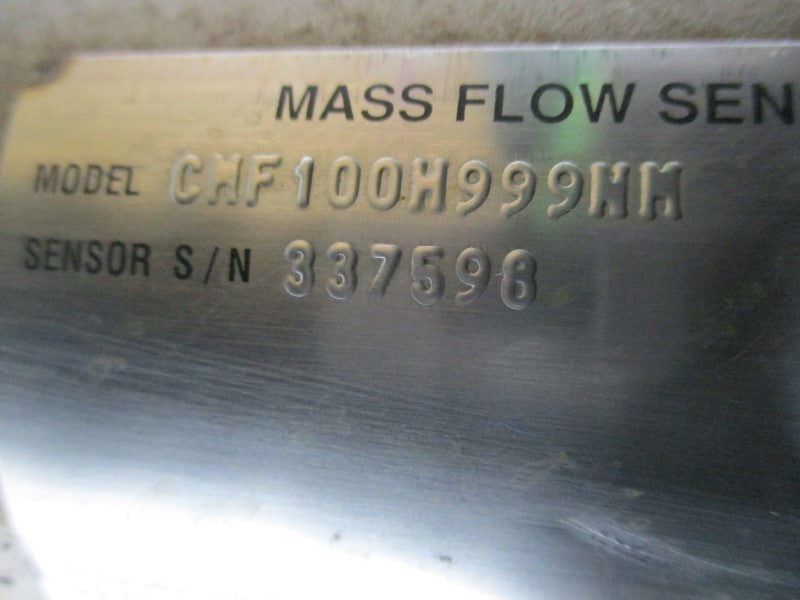 MASS FLOW SEN
MODEL CMF100H999NM
SENSOR S/N 337598